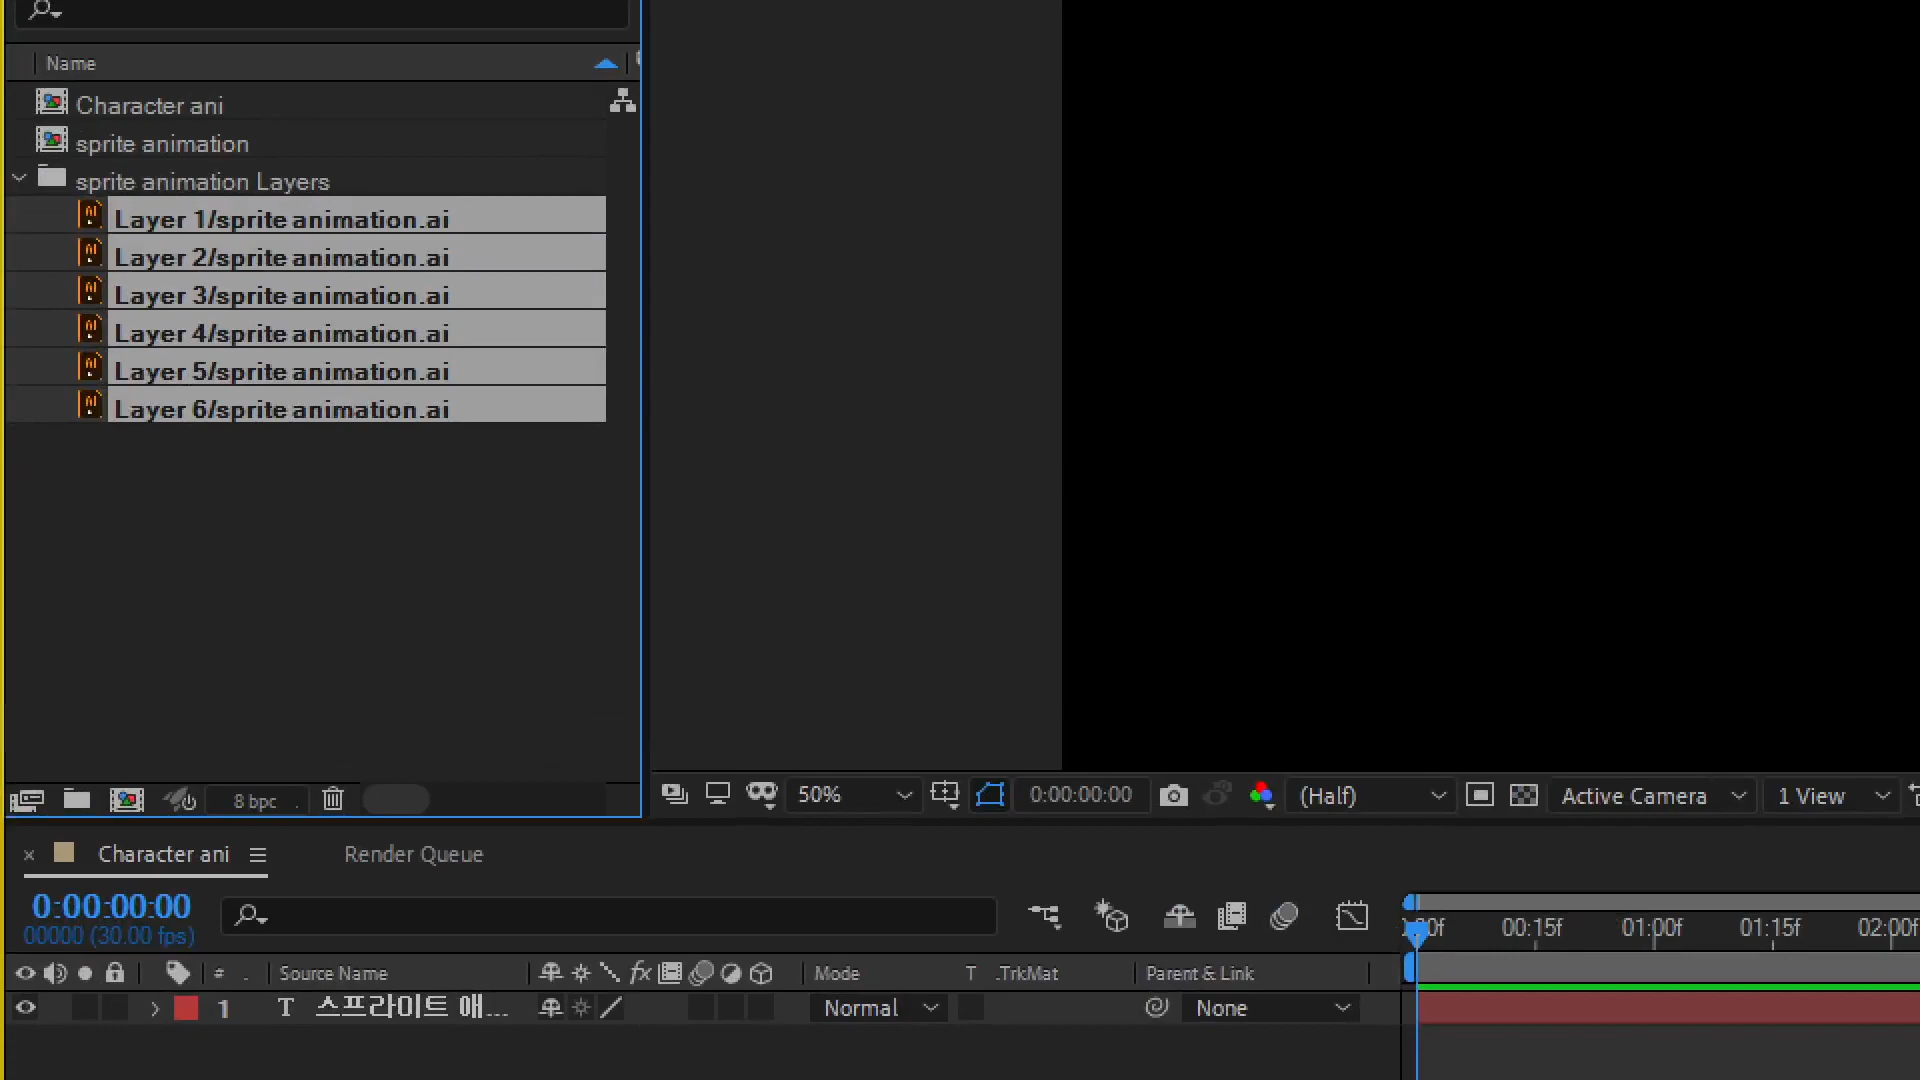 Name
Character ani
sprite animation
sprite animation Layers
Layer 1/sprite animation.ai
Layer 2/sprite animation.ai
Layer 3/sprite animation.ai
Layer 4/sprite animation.ai
Layer 5/sprite animation.ai
Layer 6/sprite animation.ai
8 bpc
50%
0:00:00:00
(Half)
Active Camera
1 View
Character ani
Render Queue
0:00:00:00
00000 (30.00 fps)
00:15f
01:00f
01:15f
02:00f
#
Source Name
fx
Mode
T
.TrkMat
Parent & Link
1
T
스프라이트 애...
Normal
None